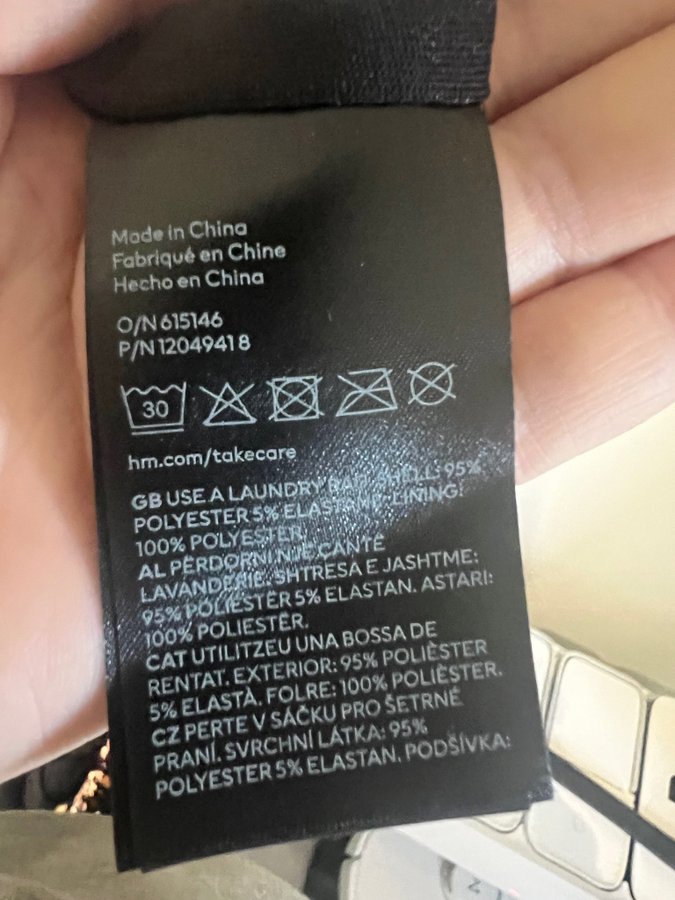 Made in China
Fabriqué en Chine
Hecho en China
O/N 615146
P/N 12049418
30
hm.com/takecare
GB USE A LAUNDRY BAG. SHELL: 95%
POLYESTER 5% ELASTANE. LINING:
100% POLYESTER.
AL PËRDORNI NJË ÇANTË
LAVANDERIE. SHTRESA E JASHTME:
95% POLIESTËR 5% ELASTAN. ASTARI:
100% POLIESTËR.
CAT UTILITZEU UNA BOSSA DE
RENTAT. EXTERIOR: 95% POLIÈSTER
5% ELASTÀ. FOLRE: 100% POLIÈSTER.
CZ PERTE V SÁČKU PRO ŠETRNÉ
PRANÍ. SVRCHNÍ LÁTKA: 95%
POLYESTER 5% ELASTAN. PODŠÍVKA:
Z